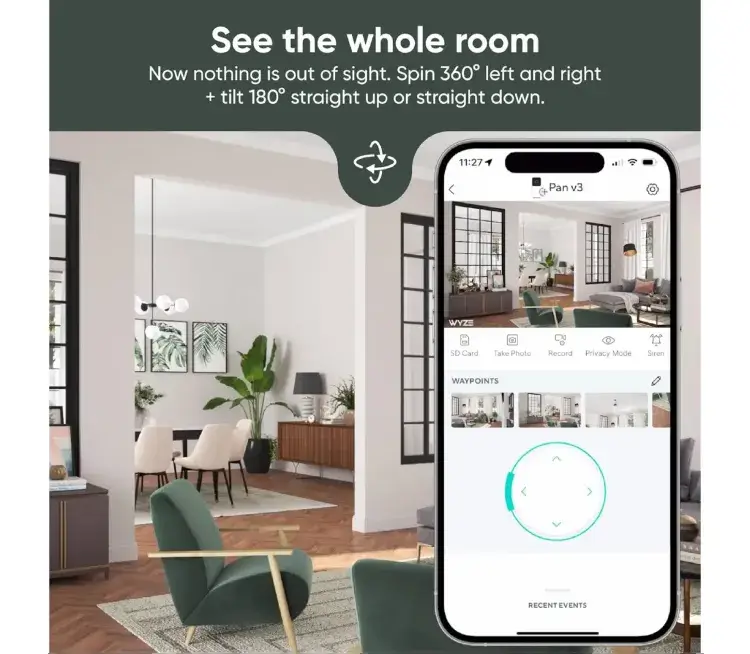 See the whole room
Now nothing is out of sight. Spin 360° left and right
+ tilt 180° straight up or straight down.
11:27
Pan v3
WYZE
SD Card
Take Photo
Record
Privacy Mode
Siren
WAYPOINTS
RECENT EVENTS